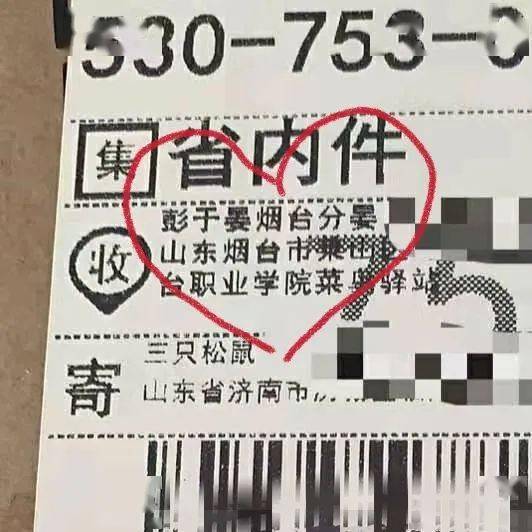 530-753-
集 省内件
彭于晏烟台分晏
收 山东烟台市
台职业学院菜鸟驿站
三只松鼠
寄 山东省济南市